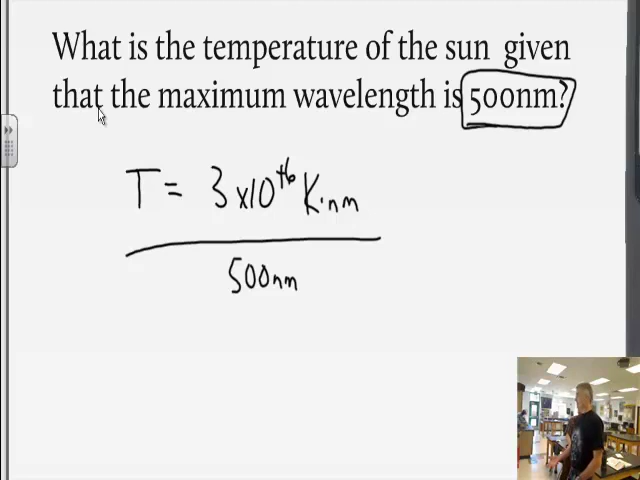 What is the temperature of the sun given
that the maximum wavelength is 500nm?
T = 3x10⁺⁶ K·nm
500nm